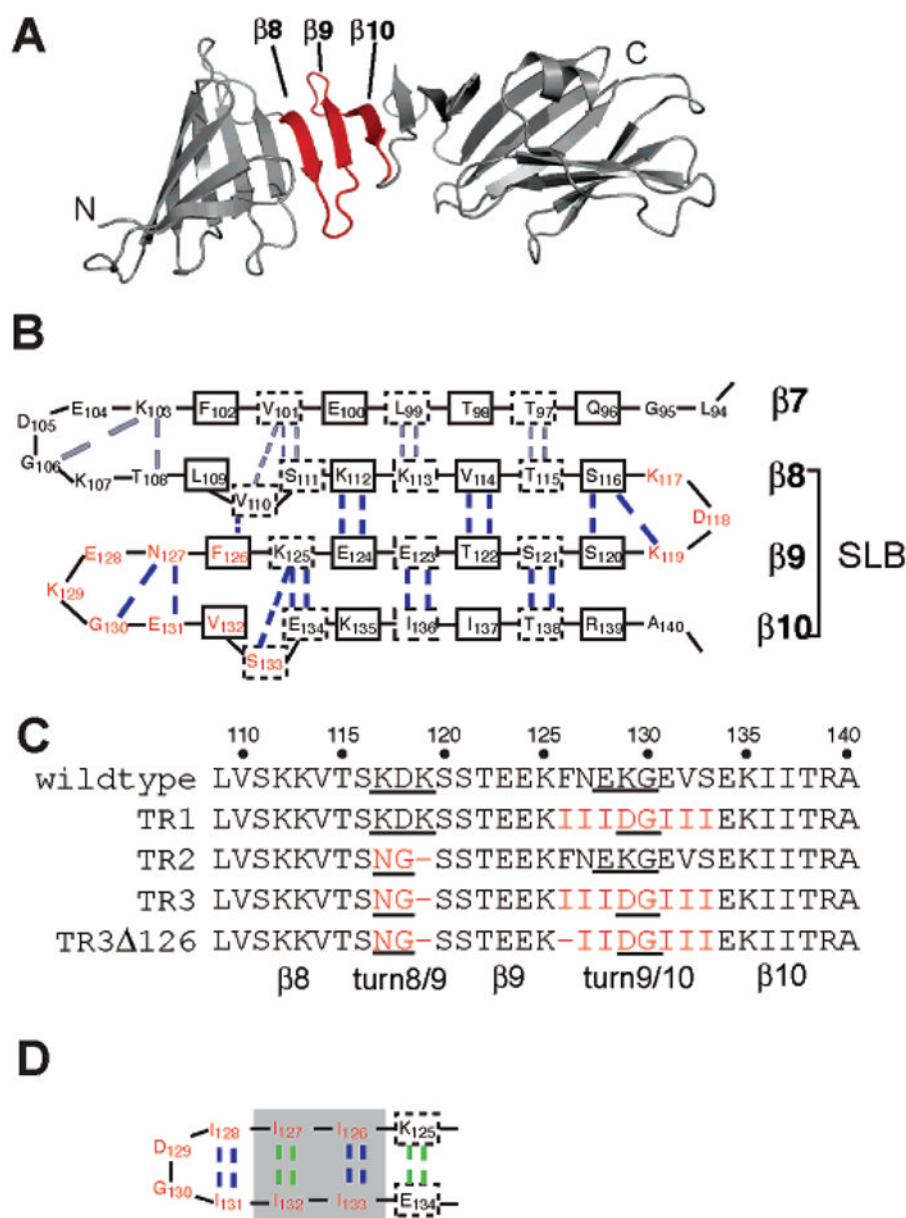 A
β8 β9 β10
N
C
B
D105 E104 K103 F102 V101 E100 L99 T98 T97 Q96 G95 L94 β7
G106 K107 T108 L109 V110 S111 K112 K113 V114 T115 S116 K117 β8
D118
SLB
E128 N127 F126 K125 E124 E123 T122 S121 S120 K119 β9
K129
G130 E131 V132 S133 E134 K135 I136 I137 T138 R139 A140 β10
C
110 115 120 125 130 135 140
wildtype LVSKKVTSKDKSSTEEKFNEKGEVSEKIITRA
TR1 LVSKKVTSKDKSSTEEKIIIDGIIIEKIITRA
TR2 LVSKKVTSNG-SSTEEKFNEKGEVSEKIITRA
TR3 LVSKKVTSNG-SSTEEKIIIDGIIIEKIITRA
TR3Δ126 LVSKKVTSNG-SSTEEK-IIDGIIIEKIITRA
β8 turn8/9 β9 turn9/10 β10
D
I128 I127 I126 K125
D129
G130
I131 I132 I133 E134